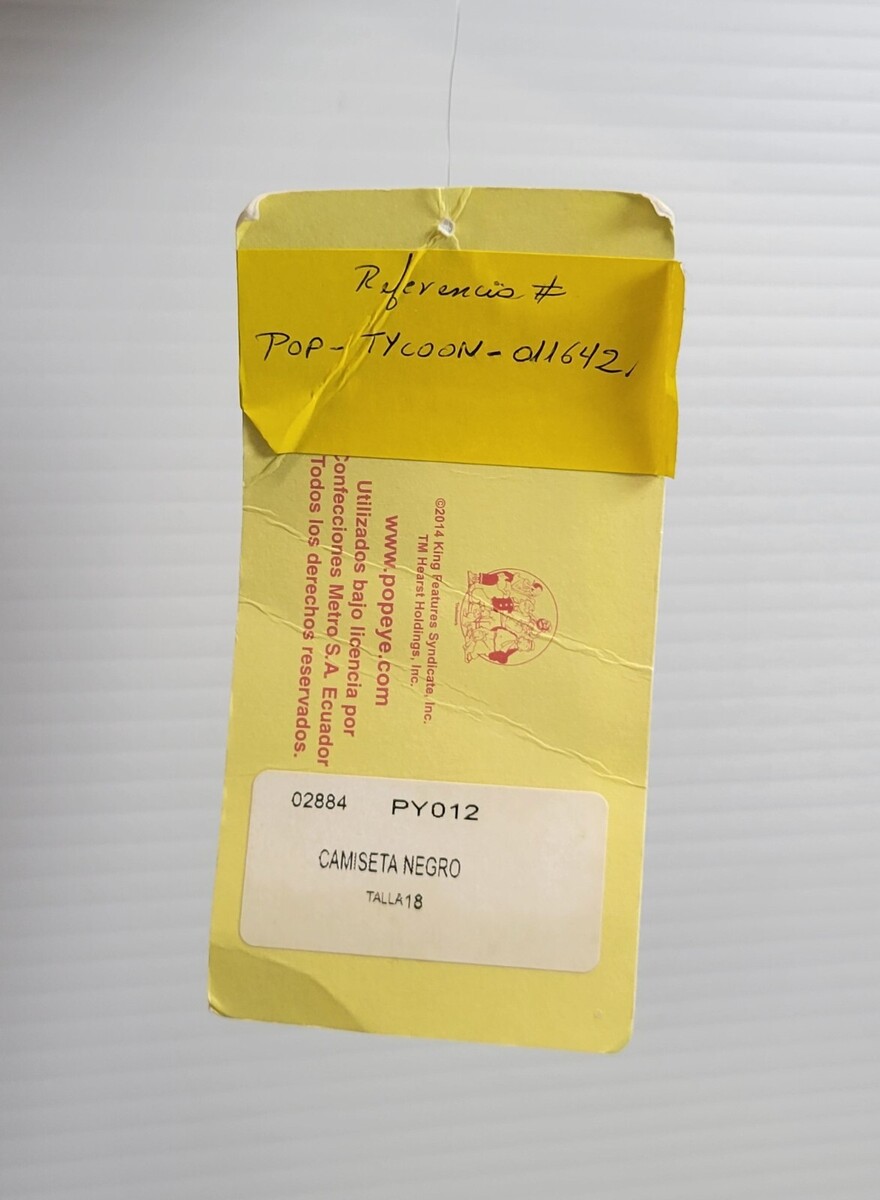 Referencia #
POP-TYCOON-011642.
©2014 King Features Syndicate, Inc.
TM Hearst Holdings, Inc.
www.popeye.com
Utilizados bajo licencia por
Confecciones Metro S.A. Ecuador
Todos los derechos reservados.
02884 PY012
CAMISETA NEGRO
TALLA 18